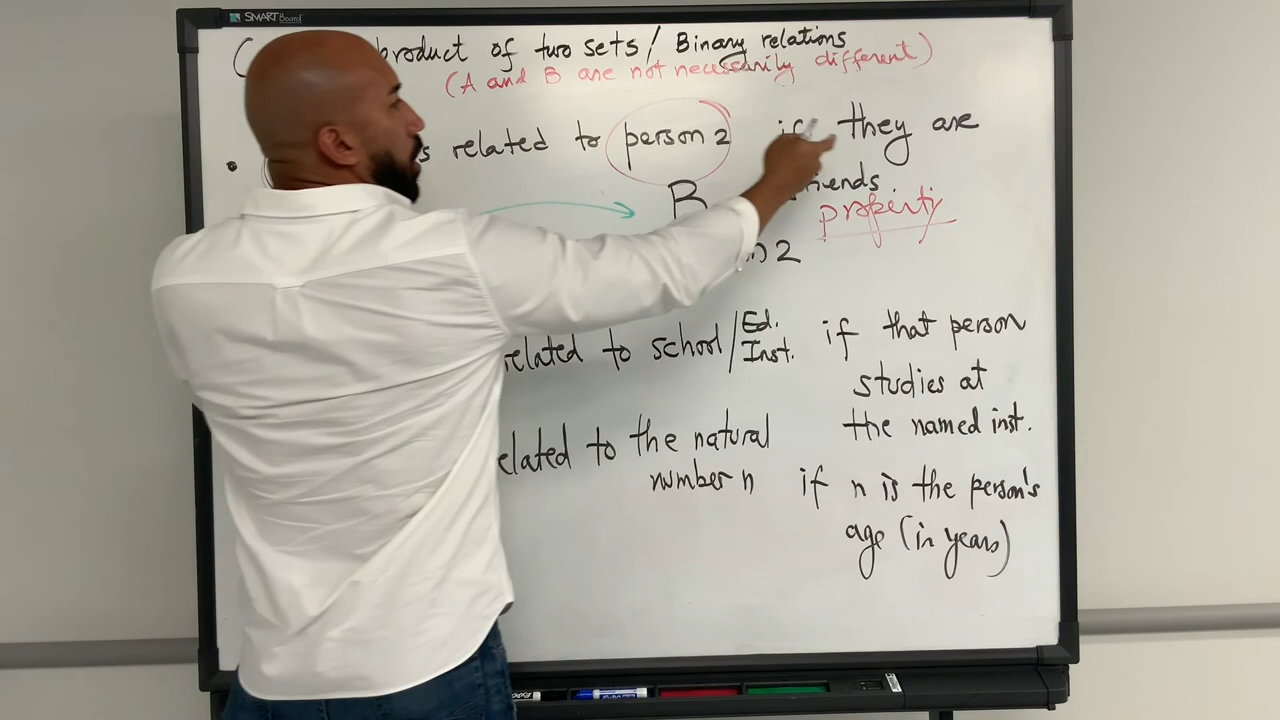 SMART Board
product of two sets / Binary relations
(A and B are not necessarily different)
• related to person 2 if they are
B
property
2
related to school / Ed. Inst. if that person
studies at
related to the natural the named inst.
number n if n is the person's
age (in years)